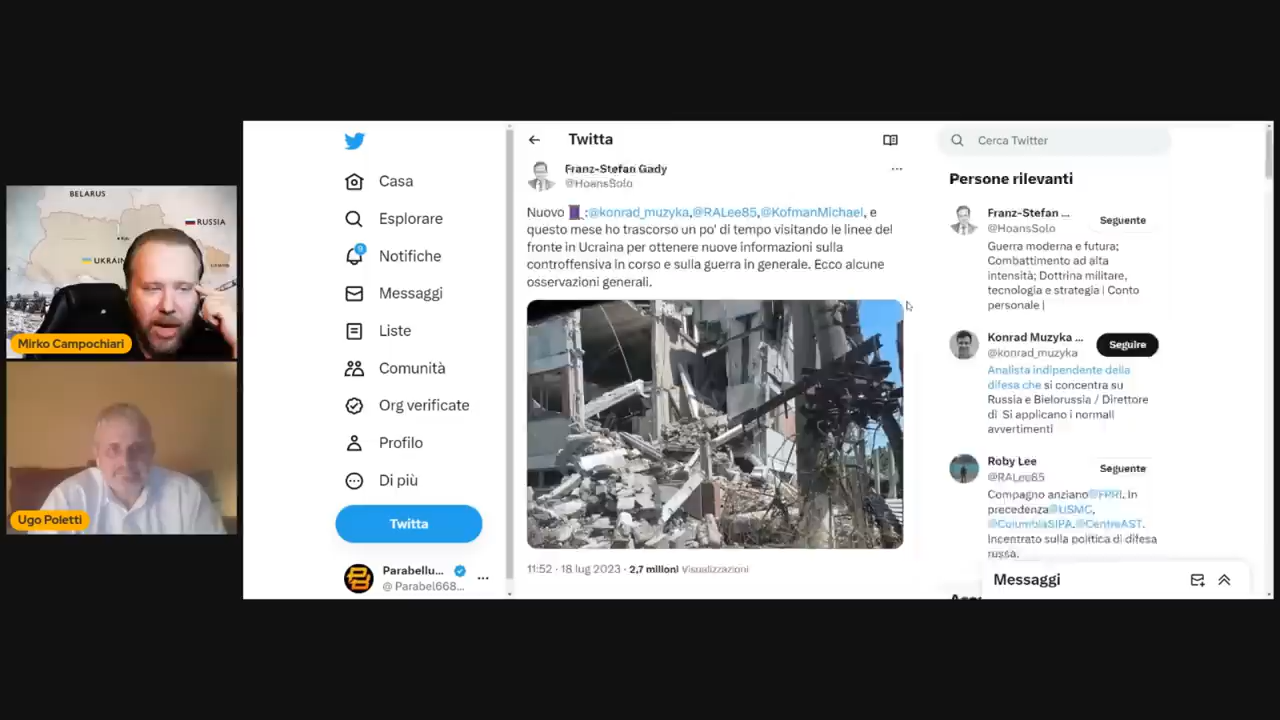 BELARUS
RUSSIA
UKRAIN
Mirko Campochiari
Ugo Poletti
Casa
Esplorare
9
Notifiche
Messaggi
Liste
Comunità
Org verificate
Profilo
Di più
Twitta
Parabellu...
@Parabel668...
Twitta
Franz-Stefan Gady
@HoansSolo
Nuovo :@konrad_muzyka,@RALee85,@KofmanMichael, e
questo mese ho trascorso un po' di tempo visitando le linee del
fronte in Ucraina per ottenere nuove informazioni sulla
controffensiva in corso e sulla guerra in generale. Ecco alcune
osservazioni generali.
11:52 · 18 lug 2023 · 2,7 milioni Visualizzazioni
Cerca Twitter
Persone rilevanti
Franz-Stefan ...
@HoansSolo
Seguente
Guerra moderna e futura;
Combattimento ad alta
intensità; Dottrina militare,
tecnologia e strategia | Conto
personale |
Konrad Muzyka ...
@konrad_muzyka
Seguire
Analista indipendente della
difesa che si concentra su
Russia e Bielorussia / Direttore
di Si applicano i normali
avvertimenti
Roby Lee
@RALee85
Seguente
Compagno anziano@FPRI. In
precedenza@USMC,
@ColumbiaSIPA.@CentreAST.
Incentrato sulla politica di difesa
russa.
Messaggi